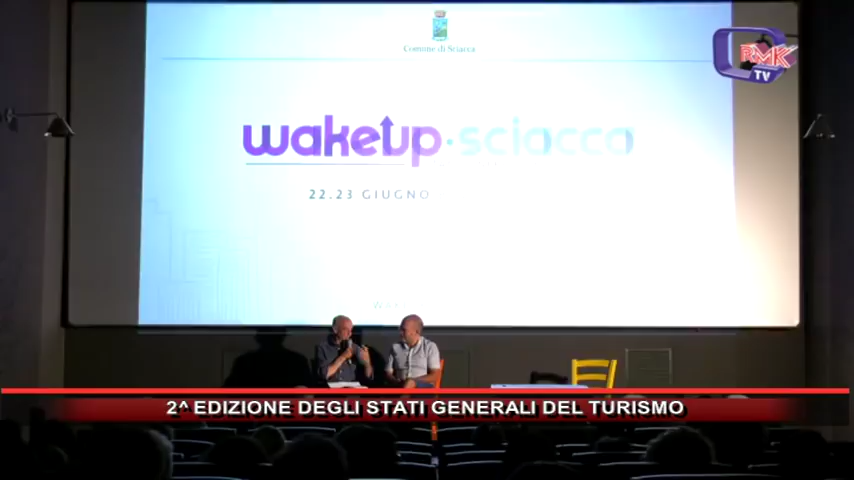 Comune di Sciacca
RMK
TV
wakeup·sciacca
22.23 GIUGNO
2^ EDIZIONE DEGLI STATI GENERALI DEL TURISMO